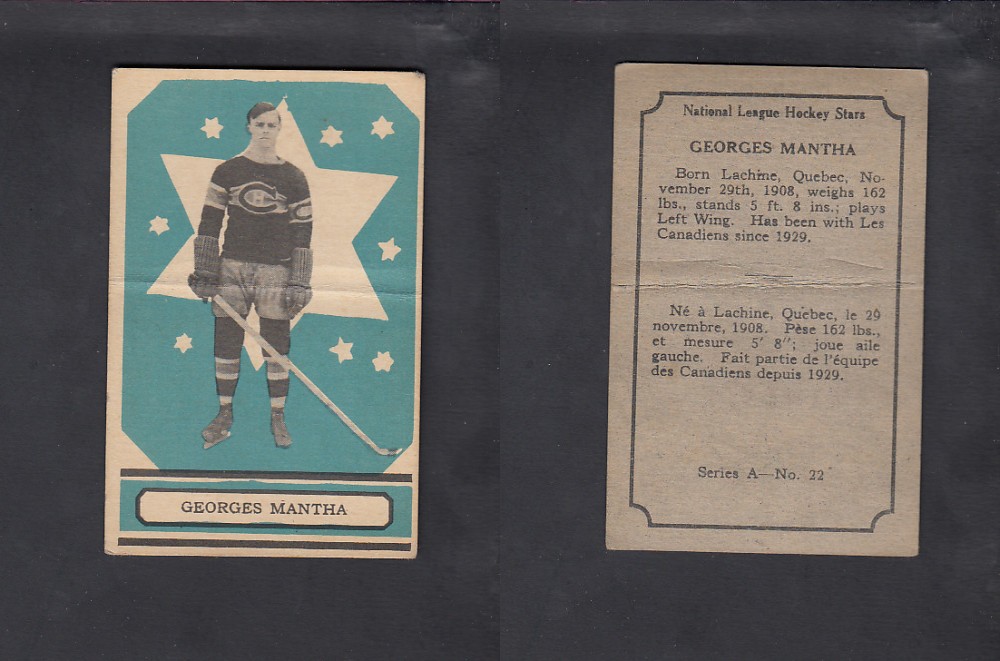 GEORGES MANTHA
National League Hockey Stars
GEORGES MANTHA
Born Lachine, Quebec, No-
vember 29th, 1908, weighs 162
lbs., stands 5 ft. 8 ins.; plays
Left Wing. Has been with Les
Canadiens since 1929.
Né à Lachine, Quebec, le 29
novembre, 1908. Pèse 162 lbs.,
et mesure 5' 8"; joue aile
gauche. Fait partie de l'équipe
des Canadiens depuis 1929.
Series A—No. 22